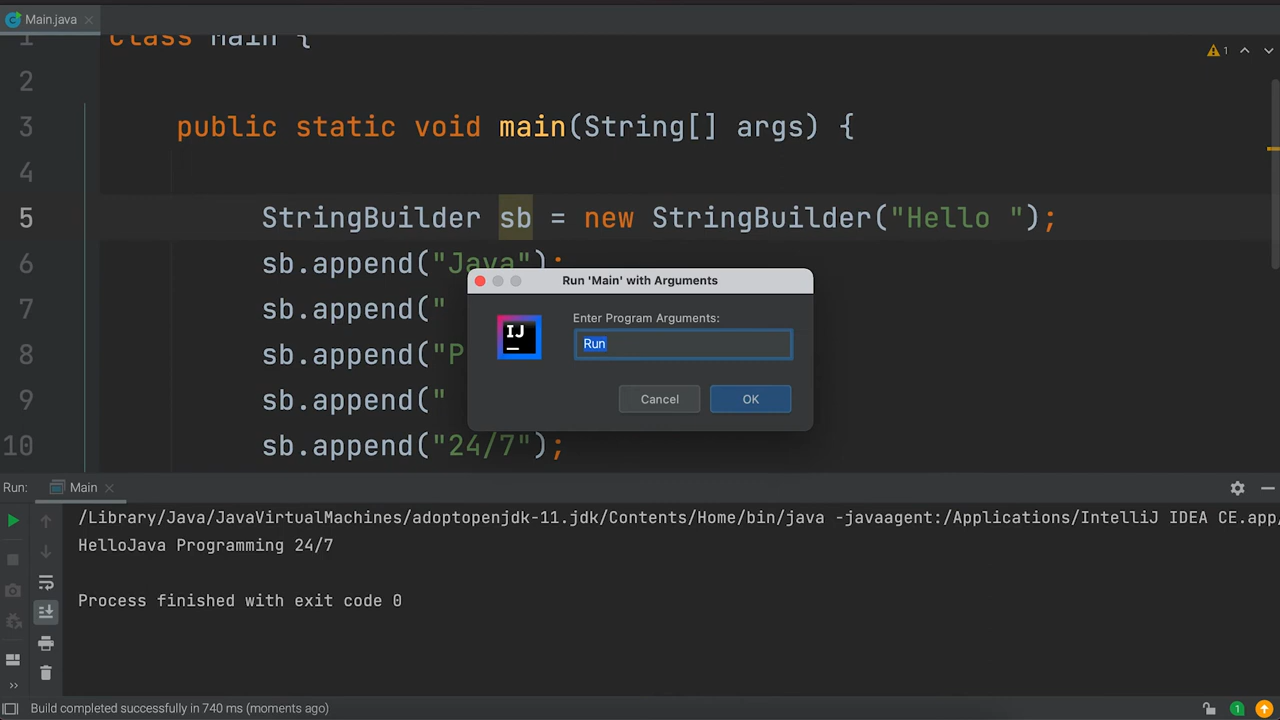 Main.java
1 class Main {
1
2
3 public static void main(String[] args) {
4
5 StringBuilder sb = new StringBuilder("Hello ");
6 sb.append("Java");
7 sb.append("
8 sb.append("P
9 sb.append("
10 sb.append("24/7");
Run 'Main' with Arguments
IJ
Enter Program Arguments:
Run
Cancel OK
Run: Main
/Library/Java/JavaVirtualMachines/adoptopenjdk-11.jdk/Contents/Home/bin/java -javaagent:/Applications/IntelliJ IDEA CE.app/
HelloJava Programming 24/7
Process finished with exit code 0
Build completed successfully in 740 ms (moments ago)
1